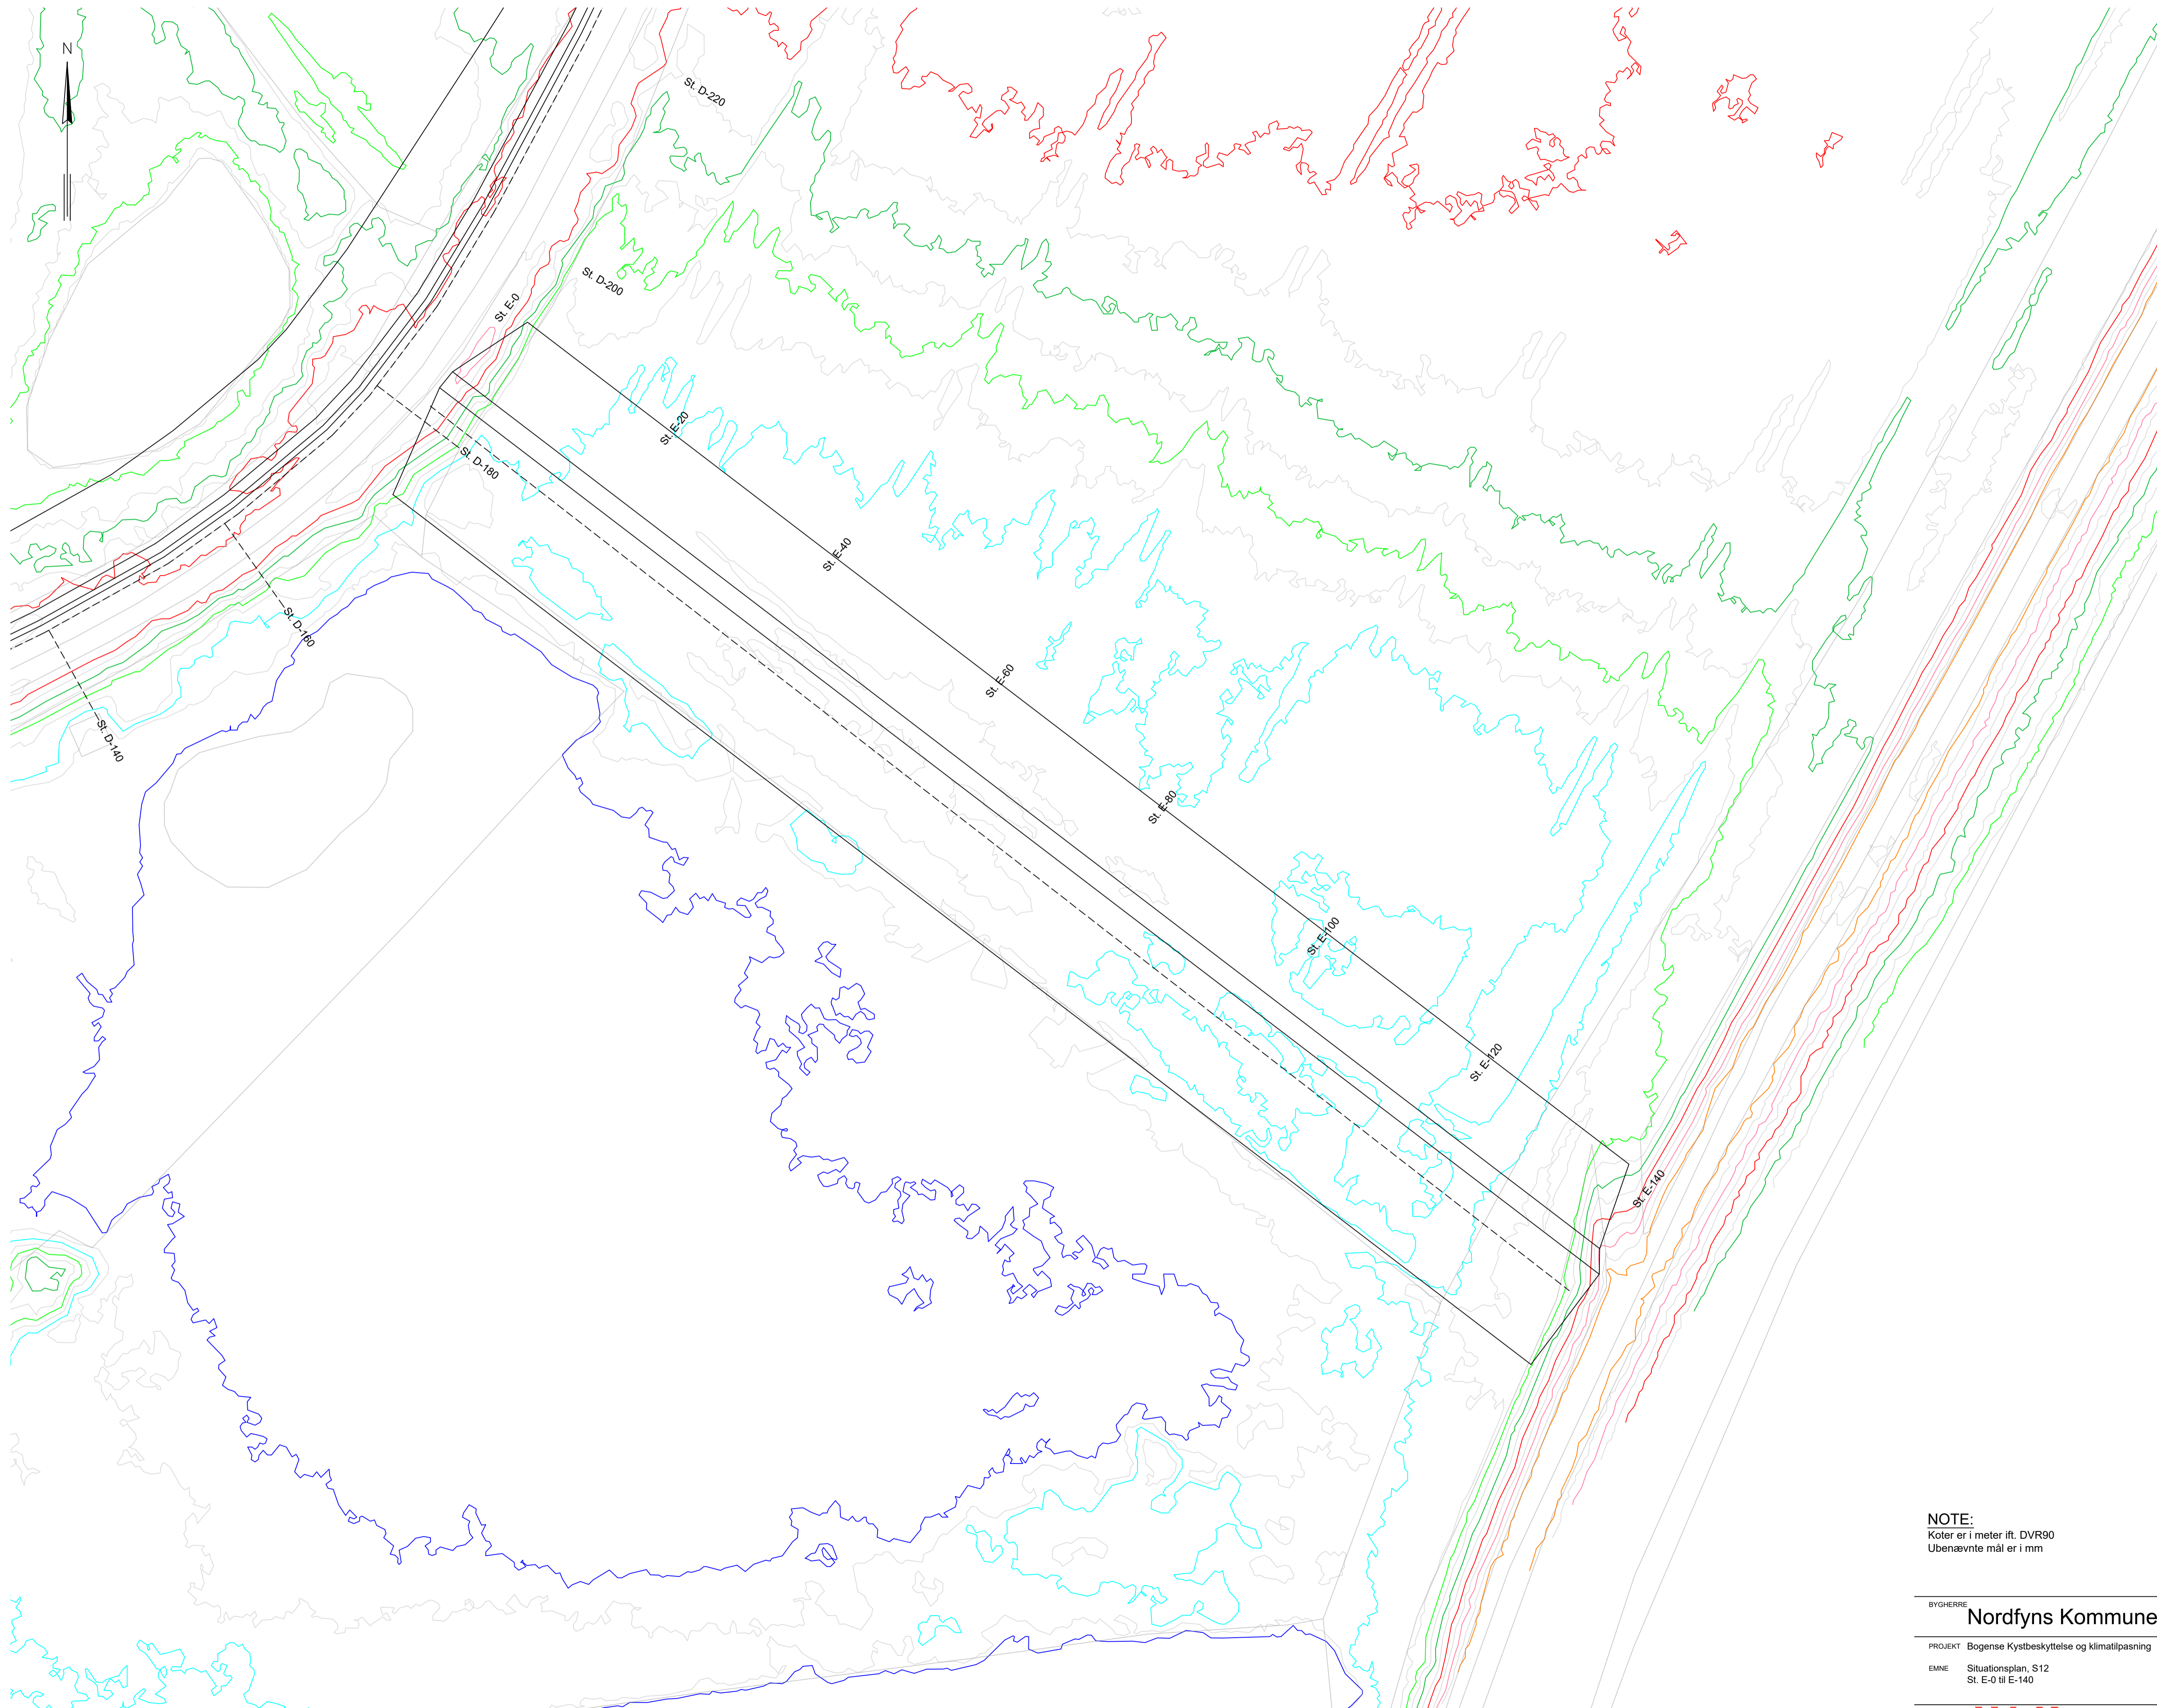 N
St. D-220
St. D-200
St. E-0
St. E-20
St. D-180
St. E-40
St. D-160
St. E-60
St. D-140
St. E-80
St. E-100
St. E-120
St. E-140
NOTE:
Koter er i meter ift. DVR90
Ubenævnte mål er i mm
BYGHERRE Nordfyns Kommune
PROJEKT Bogense Kystbeskyttelse og klimatilpasning
EMNE Situationsplan, S12
St. E-0 til E-140